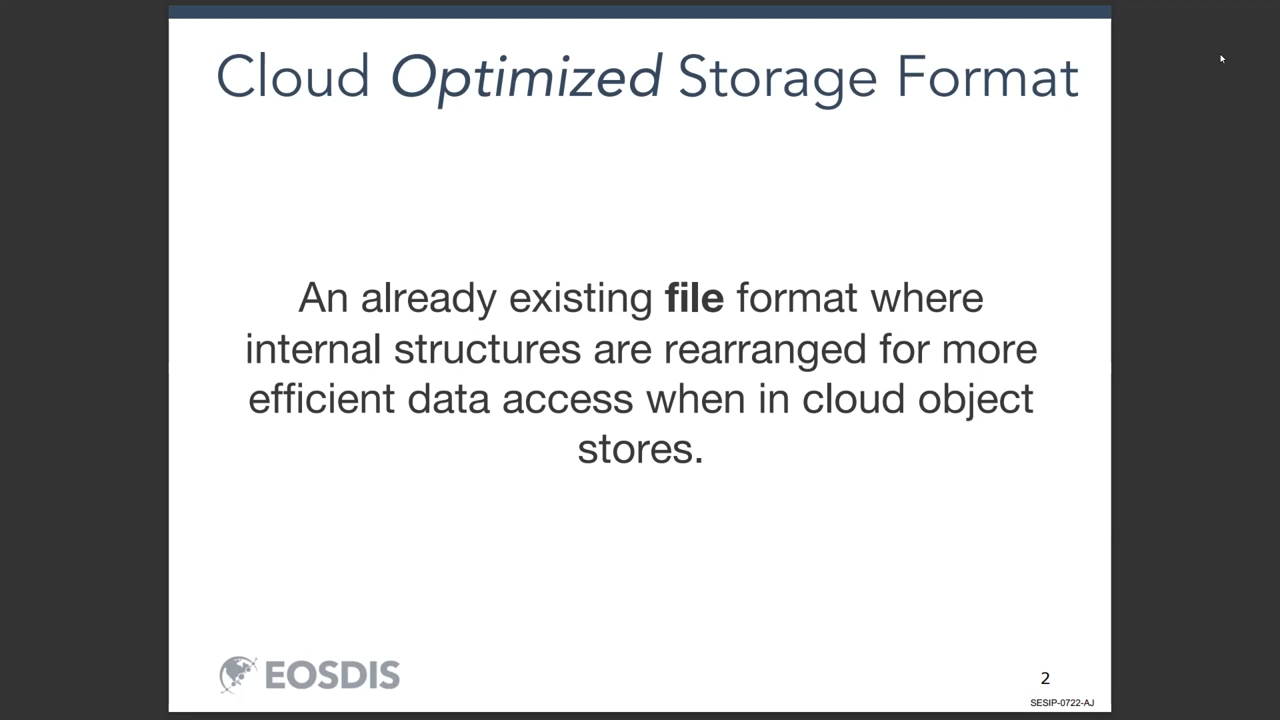 Cloud Optimized Storage Format
An already existing file format where
internal structures are rearranged for more
efficient data access when in cloud object
stores.
EOSDIS
2
SESIP-0722-AJ